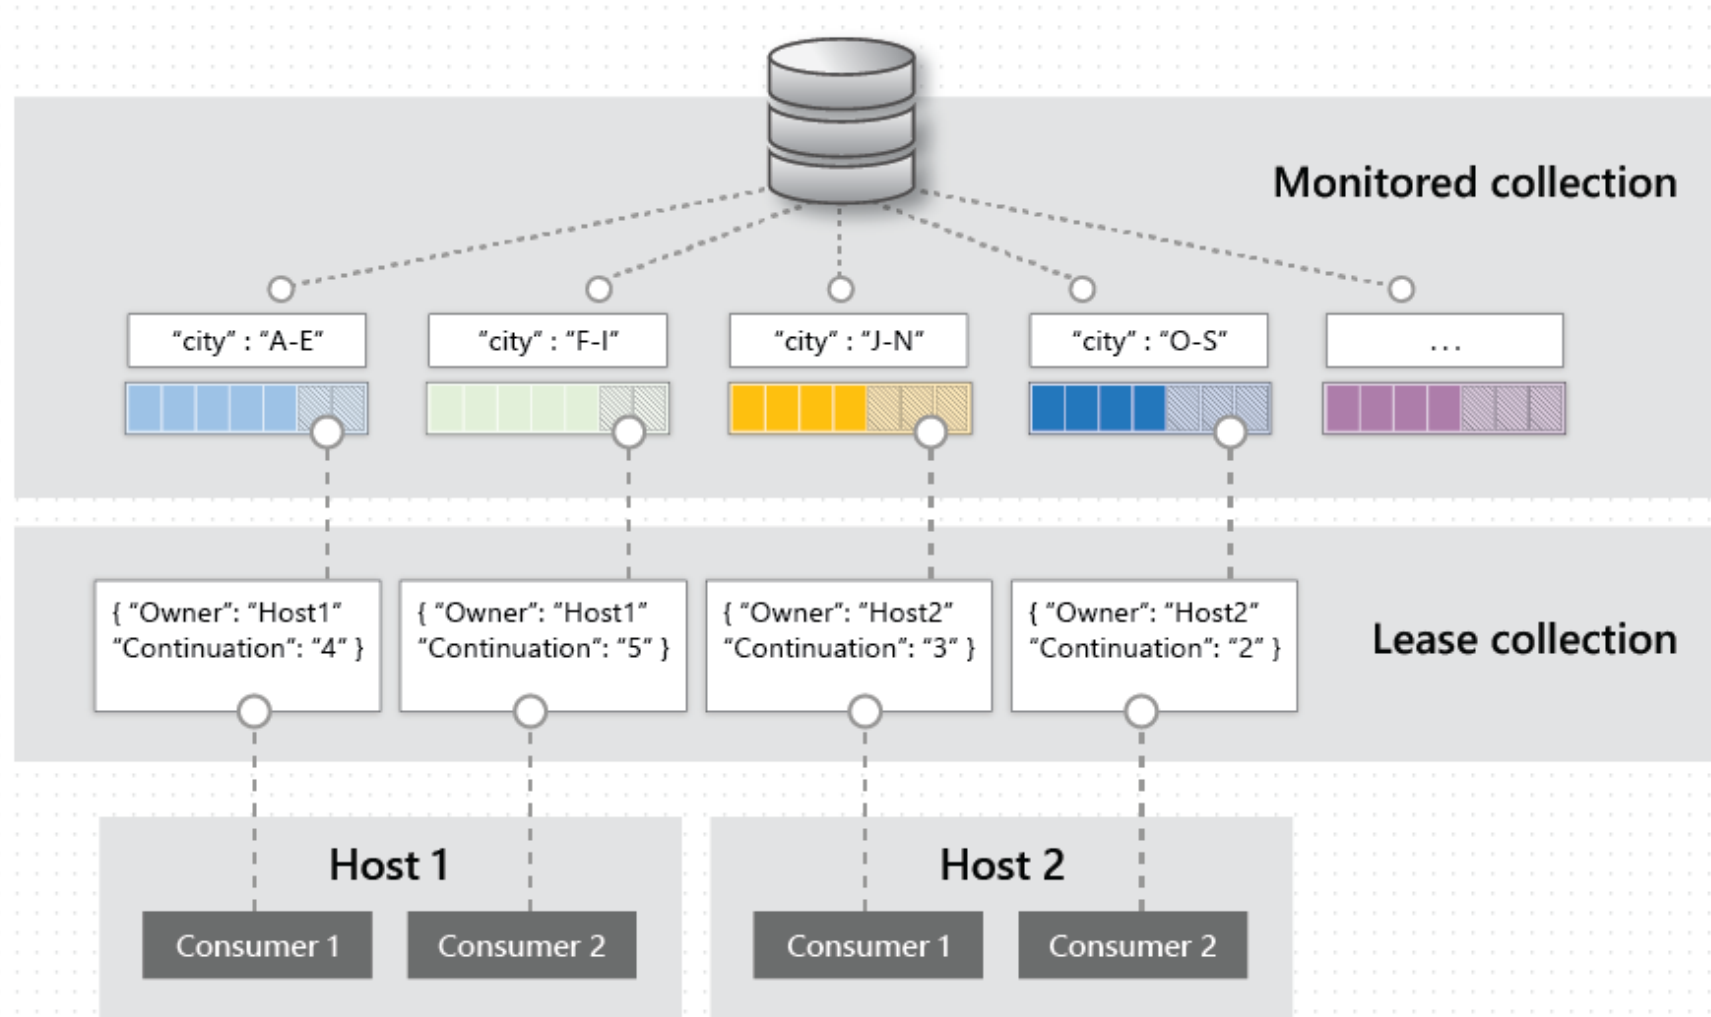 Monitored collection
“city” : “A-E”
“city” : “F-I”
“city” : “J-N”
“city” : “O-S”
...
{ “Owner”: “Host1”
“Continuation”: “4” }
{ “Owner”: “Host1”
“Continuation”: “5” }
{ “Owner”: “Host2”
“Continuation”: “3” }
{ “Owner”: “Host2”
“Continuation”: “2” }
Lease collection
Host 1
Consumer 1
Consumer 2
Host 2
Consumer 1
Consumer 2